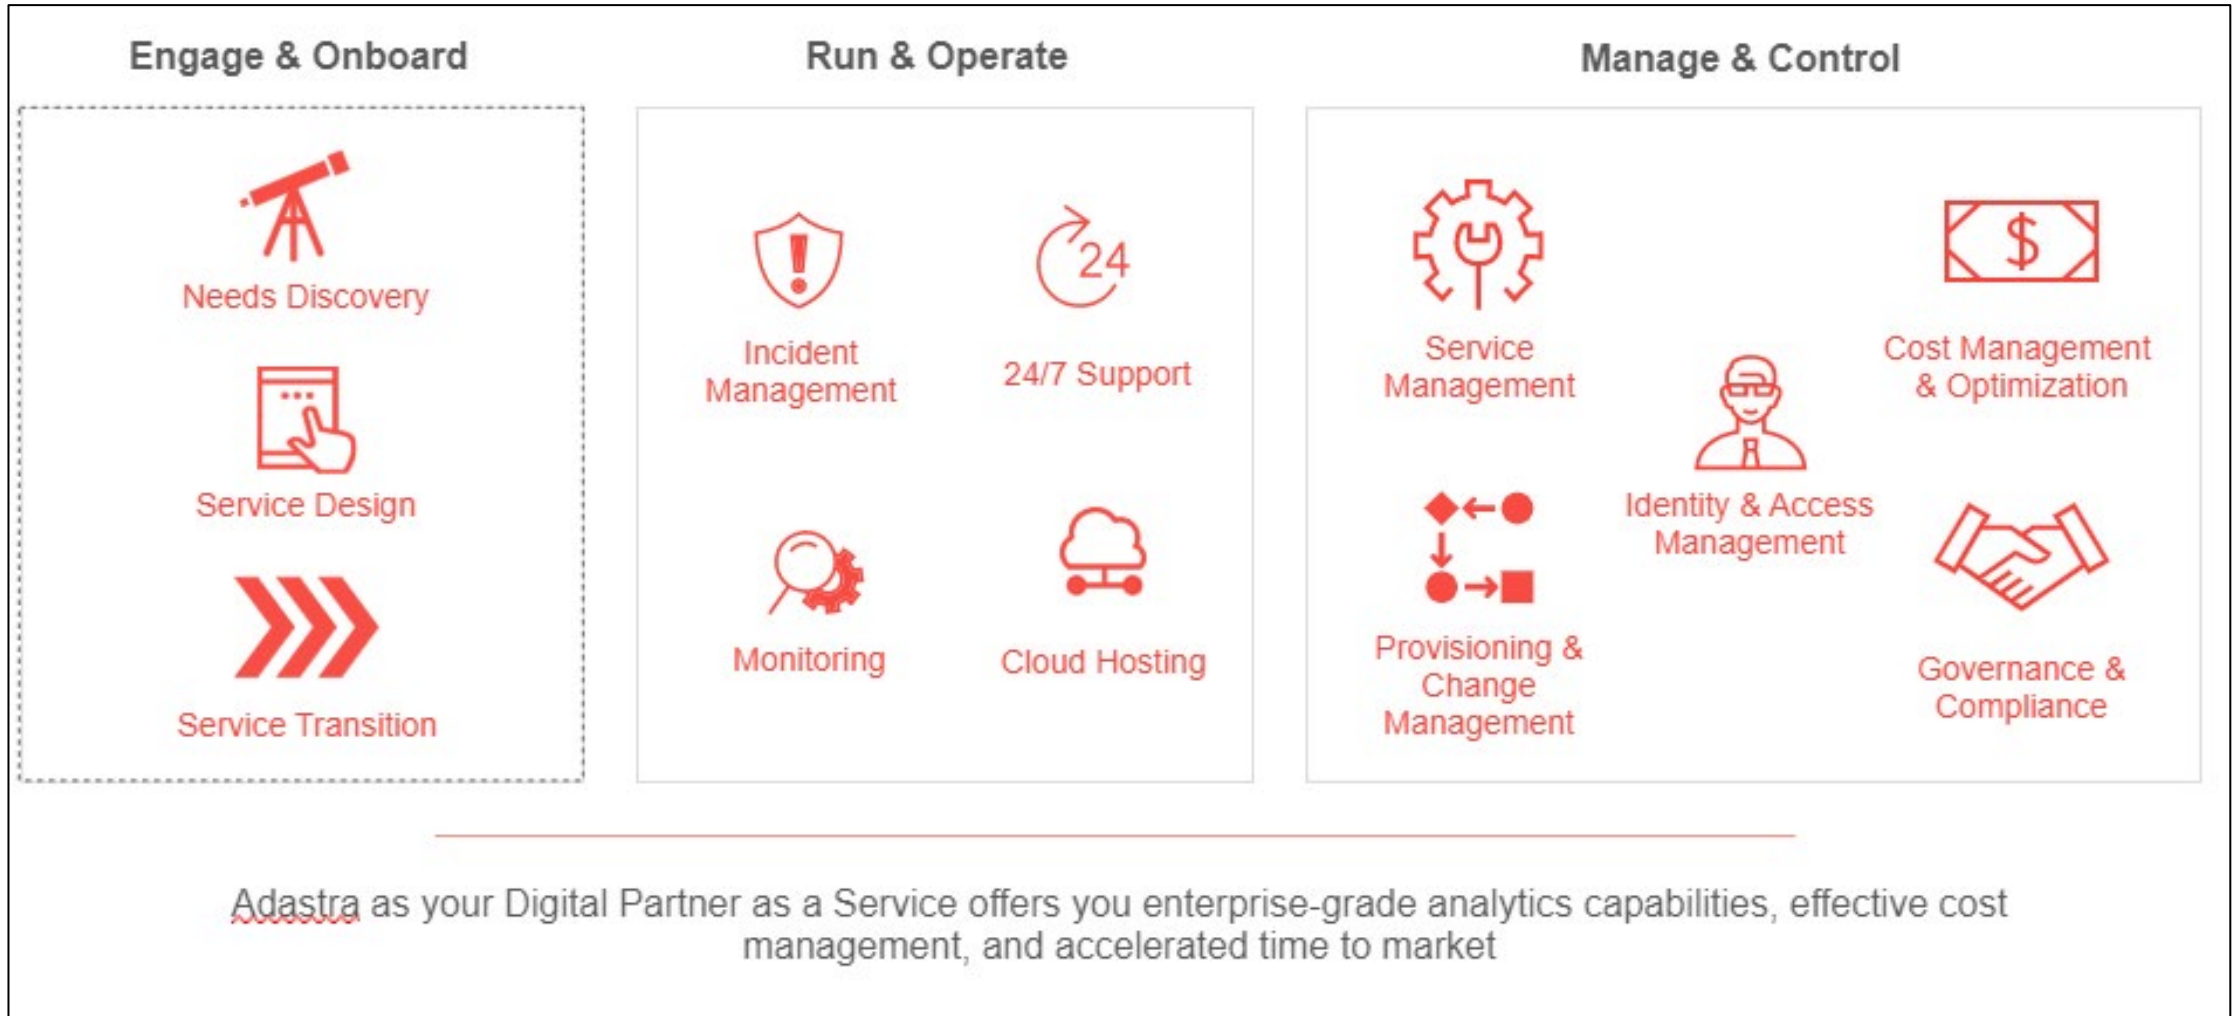 Engage & Onboard
Needs Discovery
Service Design
Service Transition
Run & Operate
Incident
Management
24
24/7 Support
Monitoring
Cloud Hosting
Manage & Control
Service
Management
$
Cost Management
& Optimization
Identity & Access
Management
Provisioning &
Change
Management
Governance &
Compliance
Adastra as your Digital Partner as a Service offers you enterprise-grade analytics capabilities, effective cost
management, and accelerated time to market